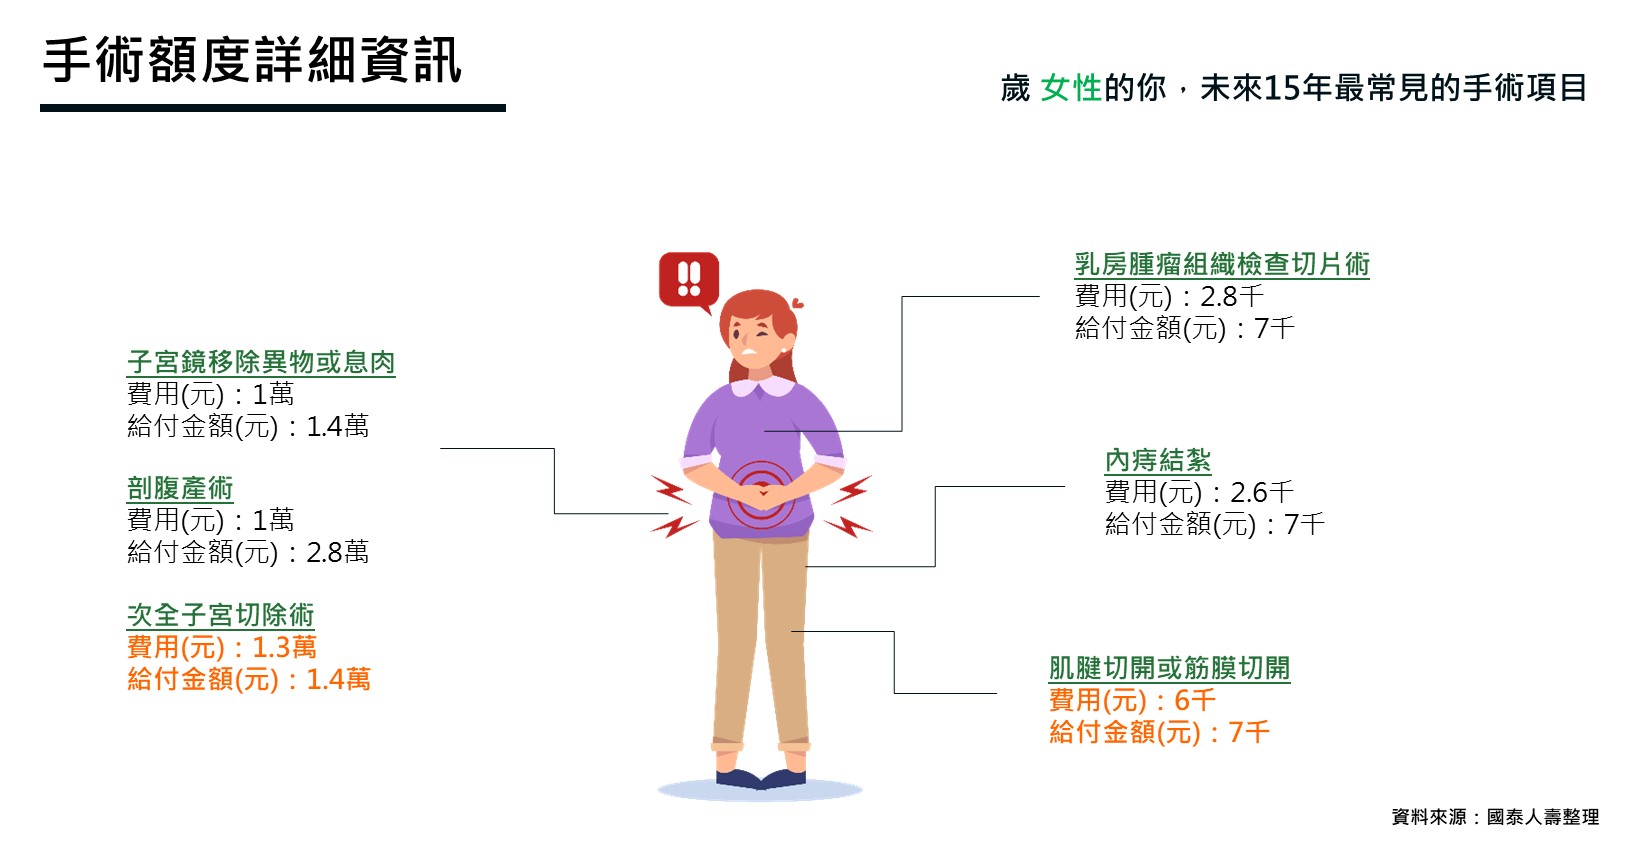 手術額度詳細資訊
歲 女性的你，未來15年最常見的手術項目
子宮鏡移除異物或息肉
費用(元)：1萬
給付金額(元)：1.4萬
剖腹產術
費用(元)：1萬
給付金額(元)：2.8萬
次全子宮切除術
費用(元)：1.3萬
給付金額(元)：1.4萬
乳房腫瘤組織檢查切片術
費用(元)：2.8千
給付金額(元)：7千
內痔結紮
費用(元)：2.6千
給付金額(元)：7千
肌腱切開或筋膜切開
費用(元)：6千
給付金額(元)：7千
資料來源：國泰人壽整理